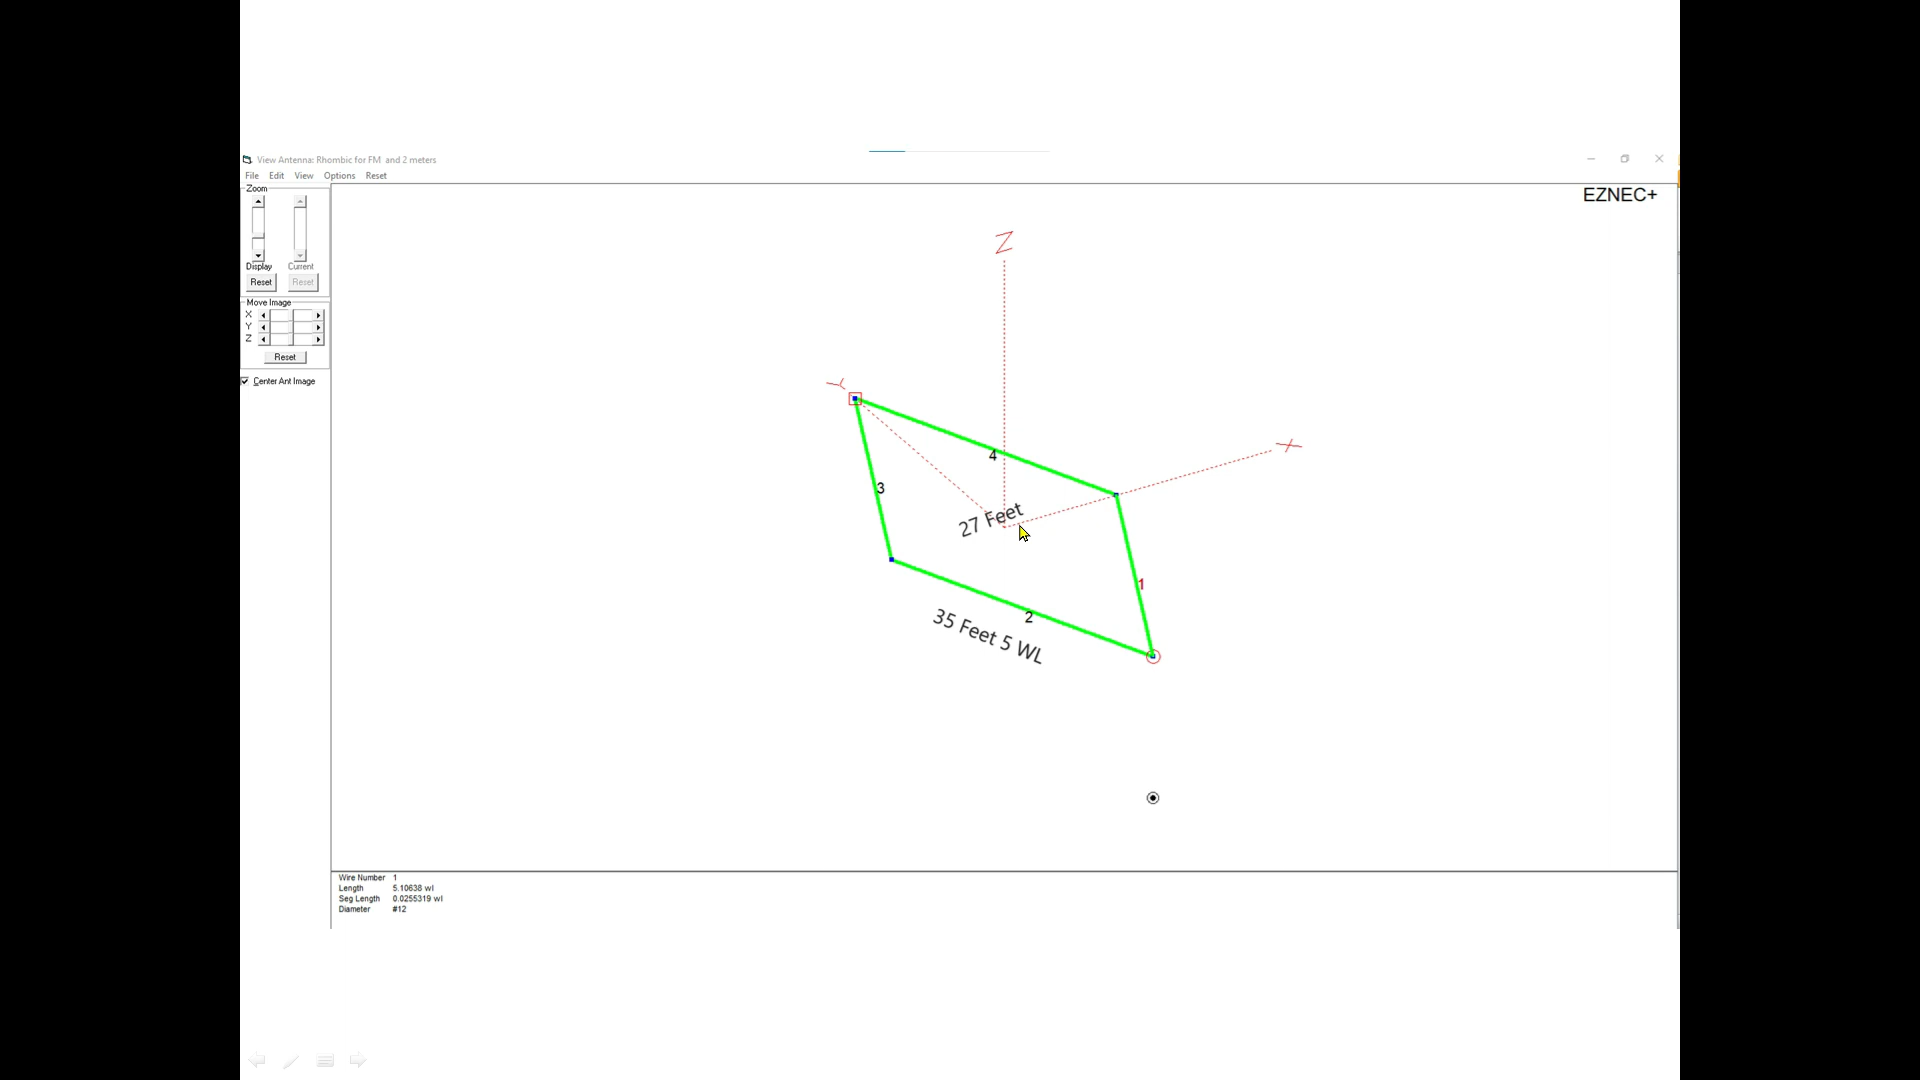 View Antenna: Rhombic for FM and 2 meters
File Edit View Options Reset
Zoom
Display Current
Reset Reset
Move Image
X
Y
Z
Reset
Center Ant Image
EZNEC+
Z
Y
X
4
3
27 Feet
1
2
35 Feet 5 WL
Wire Number 1
Length 5.10638 wl
Seg Length 0.0255319 wl
Diameter #12